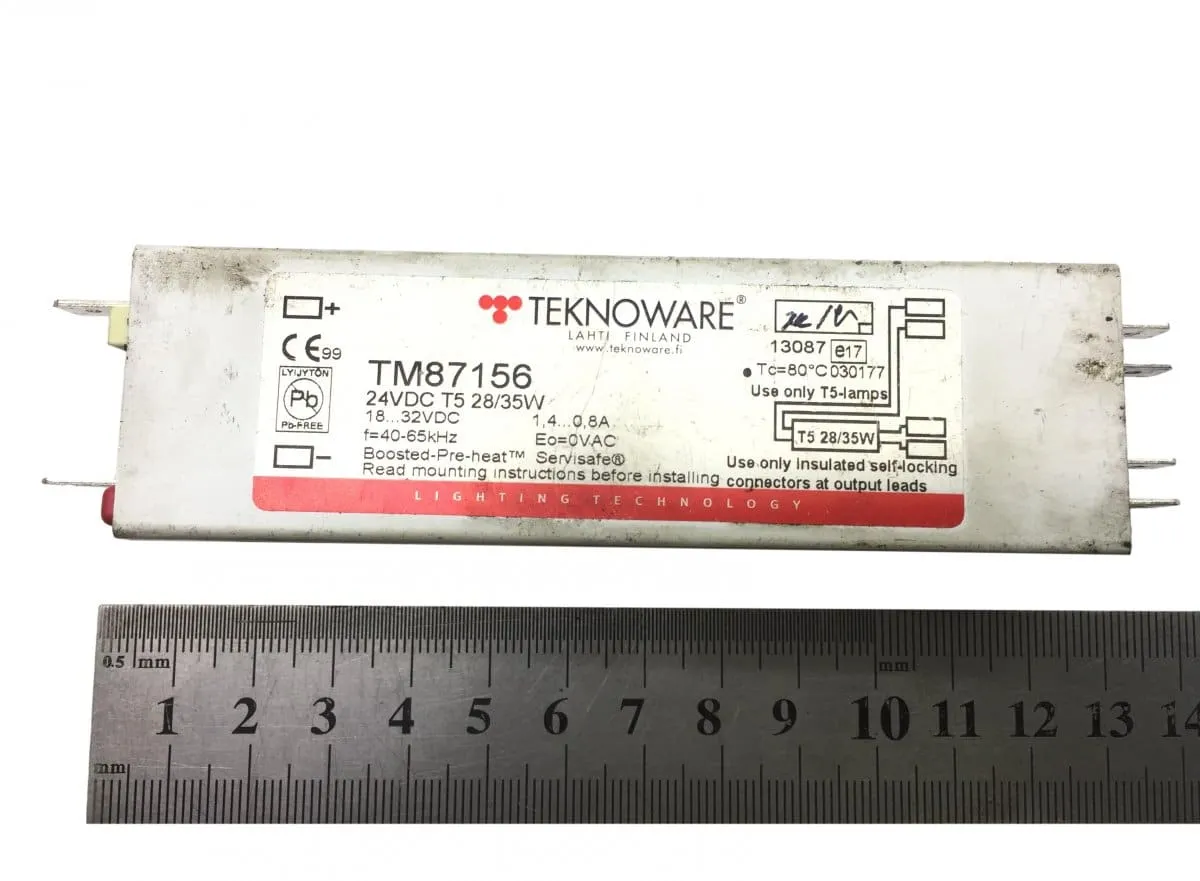 +
TEKNOWARE®
LAHTI FINLAND
www.teknoware.fi
CE99
LYIJYTÖN
Pb
Pb-FREE
−
TM87156
24VDC T5 28/35W
18...32VDC 1,4...0,8A
f=40-65kHz Eo=0VAC
Boosted-Pre-heat™ Servisafe®
Read mounting instructions before installing
13087 e17
Tc=80°C 030177
Use only T5-lamps
T5 28/35W
Use only insulated self-locking
connectors at output leads
LIGHTING TECHNOLOGY
0.5 mm mm
1 2 3 4 5 6 7 8 9 10 11 12 13 14
mm